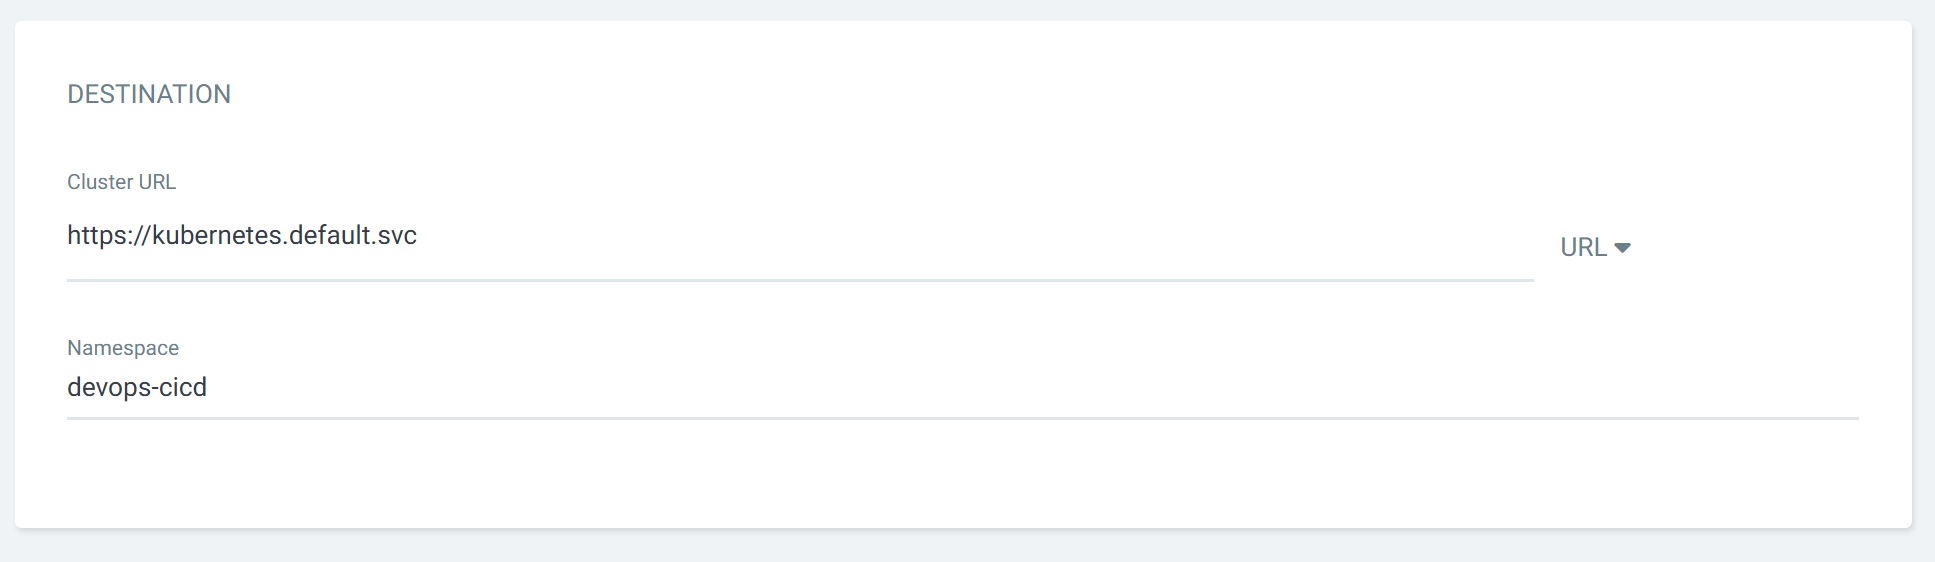 DESTINATION
Cluster URL
https://kubernetes.default.svc
URL
Namespace
devops-cicd